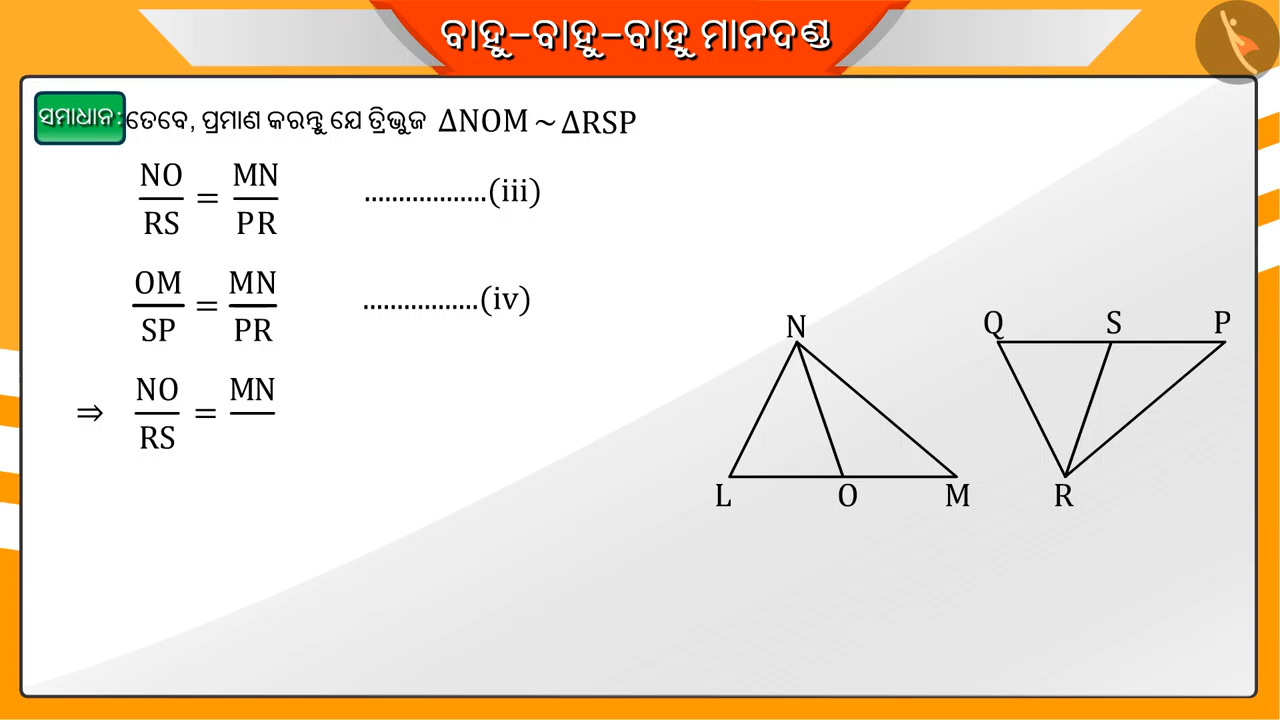 ବାହୁ–ବାହୁ–ବାହୁ ମାନଦଣ୍ଡ
ସମାଧାନ: ତେବେ, ପ୍ରମାଣ କରନ୍ତୁ ଯେ ତ୍ରିଭୁଜ ΔNOM ~ ΔRSP
NO/RS = MN/PR ..................(iii)
OM/SP = MN/PR .................(iv)
⇒ NO/RS = MN/
N
L O M
Q S P
R